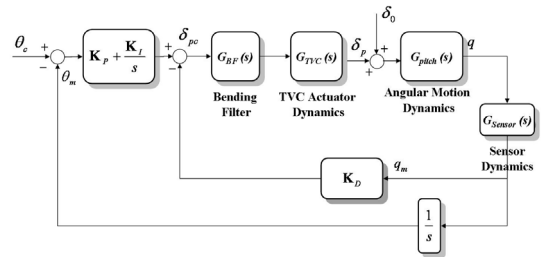 θc
+
−
θm
KP + KI/s
+
−
δpc
GBF(s)
Bending
Filter
GTVC(s)
TVC Actuator
Dynamics
δp
δ0
+
+
Gpitch(s)
Angular Motion
Dynamics
q
GSensor(s)
Sensor
Dynamics
KD
qm
1/s